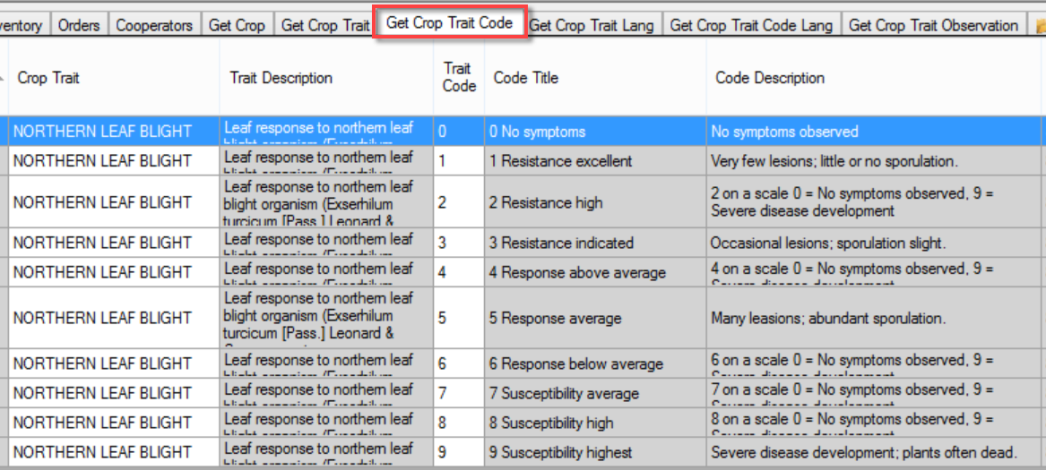 ventory Orders Cooperators Get Crop Get Crop Trait Get Crop Trait Code Get Crop Trait Lang Get Crop Trait Code Lang Get Crop Trait Observation
Crop Trait Trait Description Trait Code Code Title Code Description
NORTHERN LEAF BLIGHT Leaf response to northern leaf 0 0 No symptoms No symptoms observed
NORTHERN LEAF BLIGHT Leaf response to northern leaf 1 1 Resistance excellent Very few lesions; little or no sporulation.
NORTHERN LEAF BLIGHT Leaf response to northern leaf
blight organism (Exserhilum
turcicum [Pass.] Leonard & 2 2 Resistance high 2 on a scale 0 = No symptoms observed, 9 =
Severe disease development
NORTHERN LEAF BLIGHT Leaf response to northern leaf 3 3 Resistance indicated Occasional lesions; sporulation slight.
NORTHERN LEAF BLIGHT Leaf response to northern leaf 4 4 Response above average 4 on a scale 0 = No symptoms observed, 9 =
NORTHERN LEAF BLIGHT Leaf response to northern leaf
blight organism (Exserhilum
turcicum [Pass.] Leonard & 5 5 Response average Many leasions; abundant sporulation.
NORTHERN LEAF BLIGHT Leaf response to northern leaf 6 6 Response below average 6 on a scale 0 = No symptoms observed, 9 =
NORTHERN LEAF BLIGHT Leaf response to northern leaf 7 7 Susceptibility average 7 on a scale 0 = No symptoms observed, 9 =
NORTHERN LEAF BLIGHT Leaf response to northern leaf 8 8 Susceptibility high 8 on a scale 0 = No symptoms observed, 9 =
NORTHERN LEAF BLIGHT Leaf response to northern leaf 9 9 Susceptibility highest Severe disease development; plants often dead.